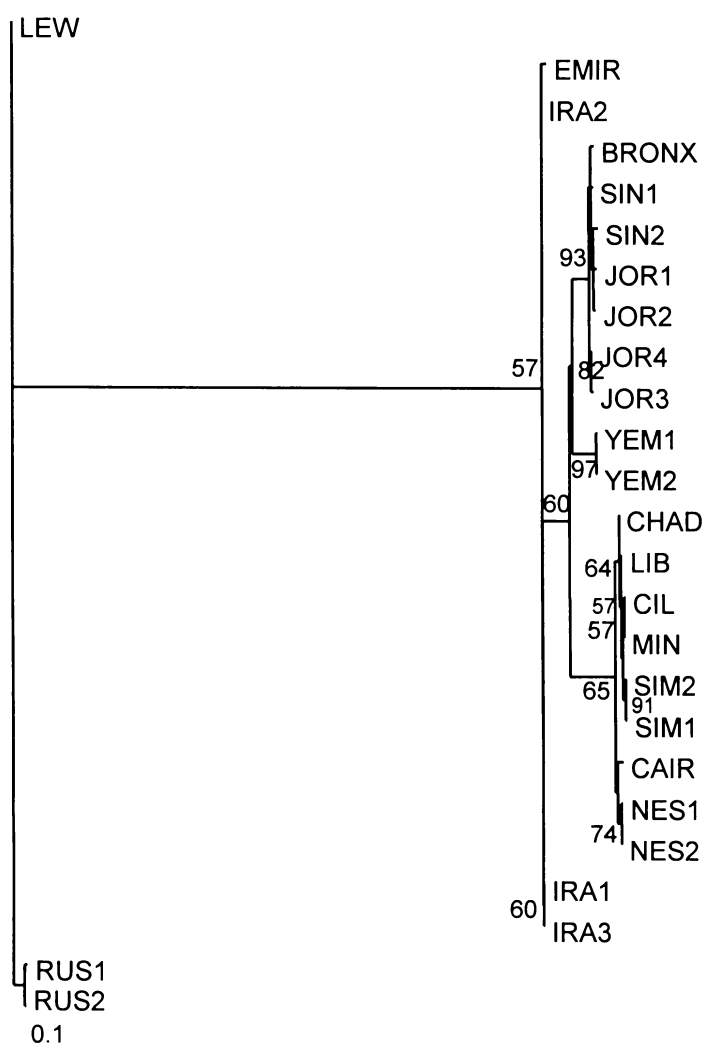 LEW
EMIR
IRA2
BRONX
SIN1
SIN2
93
JOR1
JOR2
JOR4
57
82
JOR3
YEM1
97
YEM2
60
CHAD
LIB
64
CIL
57
57
MIN
SIM2
65
91
SIM1
CAIR
NES1
74
NES2
IRA1
60
IRA3
RUS1
RUS2
0.1